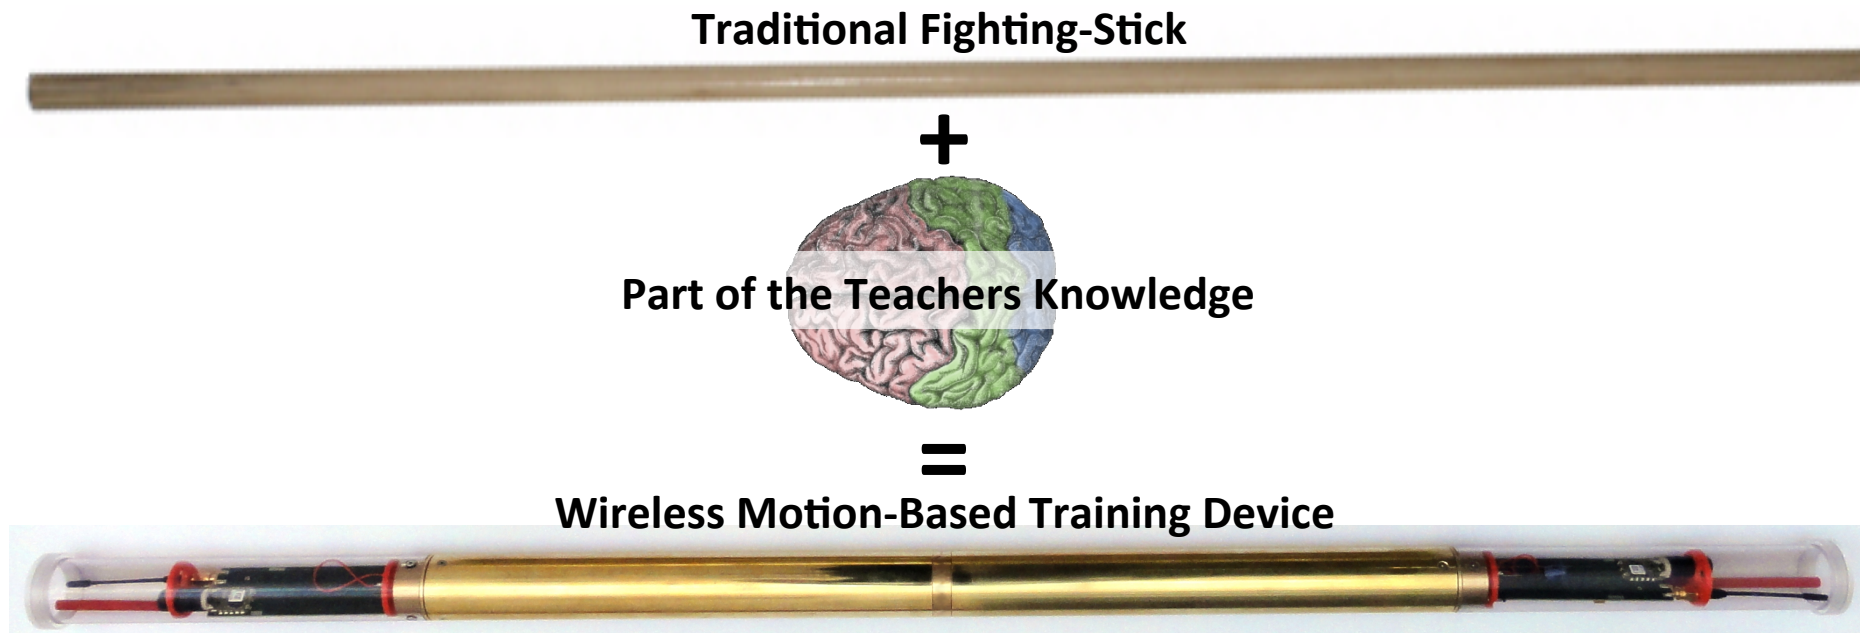 Traditional Fighting-Stick
+
Part of the Teachers Knowledge
=
Wireless Motion-Based Training Device